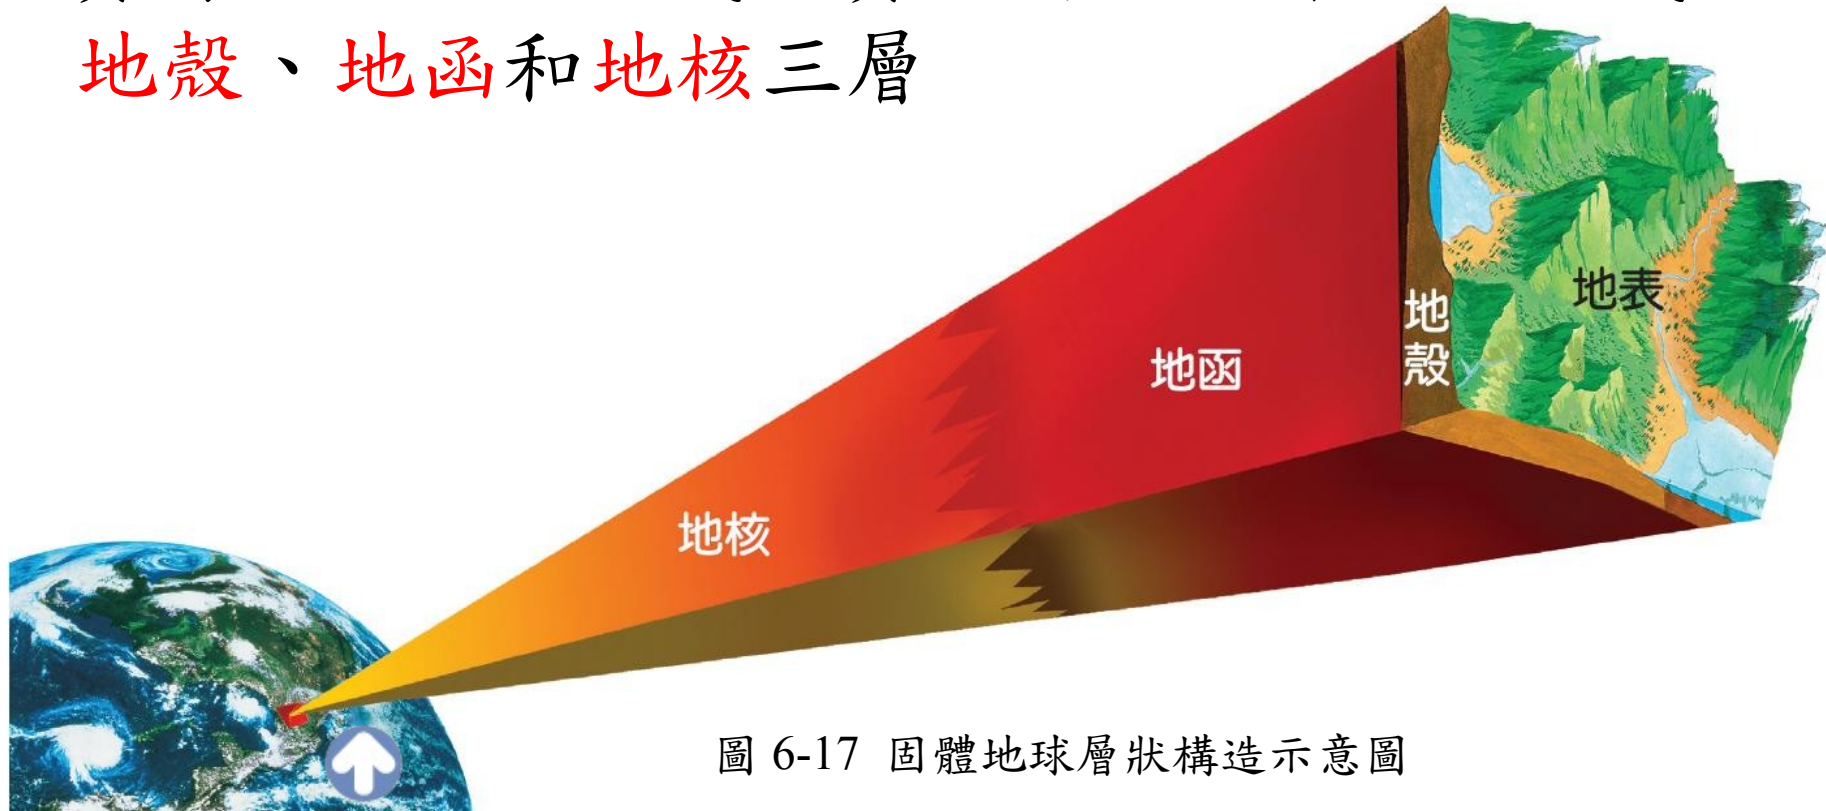 地殼、地函和地核三層
地表
地殼
地函
地核
圖 6-17 固體地球層狀構造示意圖